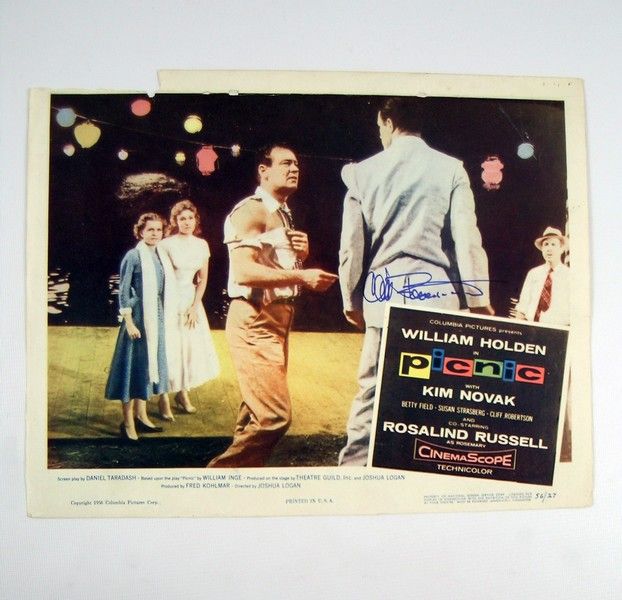 Cliff Robertson
COLUMBIA PICTURES presents
WILLIAM HOLDEN
IN
PICNIC
WITH
KIM NOVAK
BETTY FIELD · SUSAN STRASBERG · CLIFF ROBERTSON
AND
CO-STARRING
ROSALIND RUSSELL
AS ROSEMARY
CINEMASCOPE
TECHNICOLOR
Screen play by DANIEL TARADASH · Based upon the play "Picnic" by WILLIAM INGE · Produced on the stage by THEATRE GUILD, Inc. and JOSHUA LOGAN
Produced by FRED KOHLMAR · Directed by JOSHUA LOGAN
Copyright 1956 Columbia Pictures Corp.
PRINTED IN U.S.A.
56/27